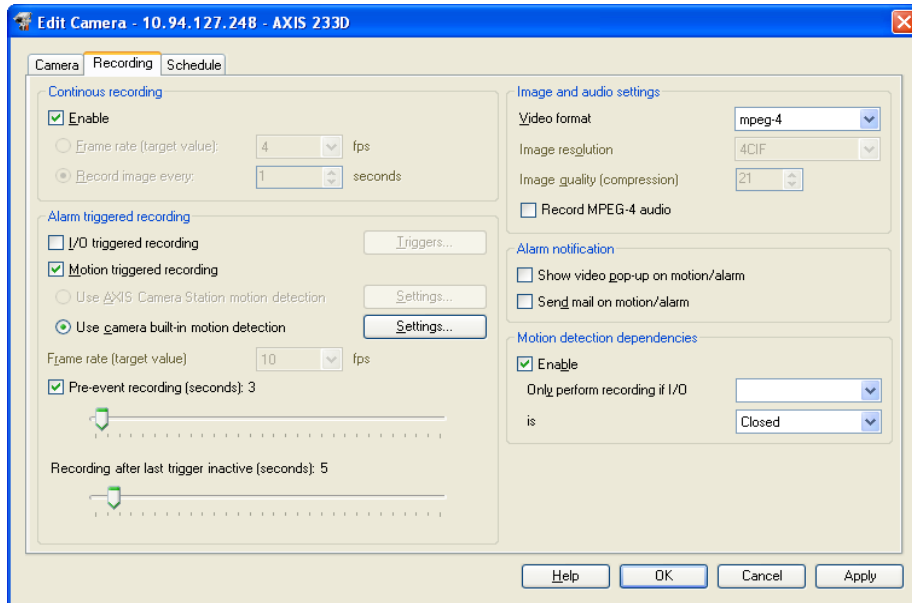 Edit Camera - 10.94.127.248 - AXIS 233D
Camera Recording Schedule
Continous recording
Enable
Frame rate (target value): 4 fps
Record image every: 1 seconds
Alarm triggered recording
I/O triggered recording Triggers...
Motion triggered recording
Use AXIS Camera Station motion detection Settings...
Use camera built-in motion detection Settings...
Frame rate (target value) 10 fps
Pre-event recording (seconds): 3
Recording after last trigger inactive (seconds): 5
Image and audio settings
Video format mpeg-4
Image resolution 4CIF
Image quality (compression) 21
Record MPEG-4 audio
Alarm notification
Show video pop-up on motion/alarm
Send mail on motion/alarm
Motion detection dependencies
Enable
Only perform recording if I/O
is Closed
Help OK Cancel Apply